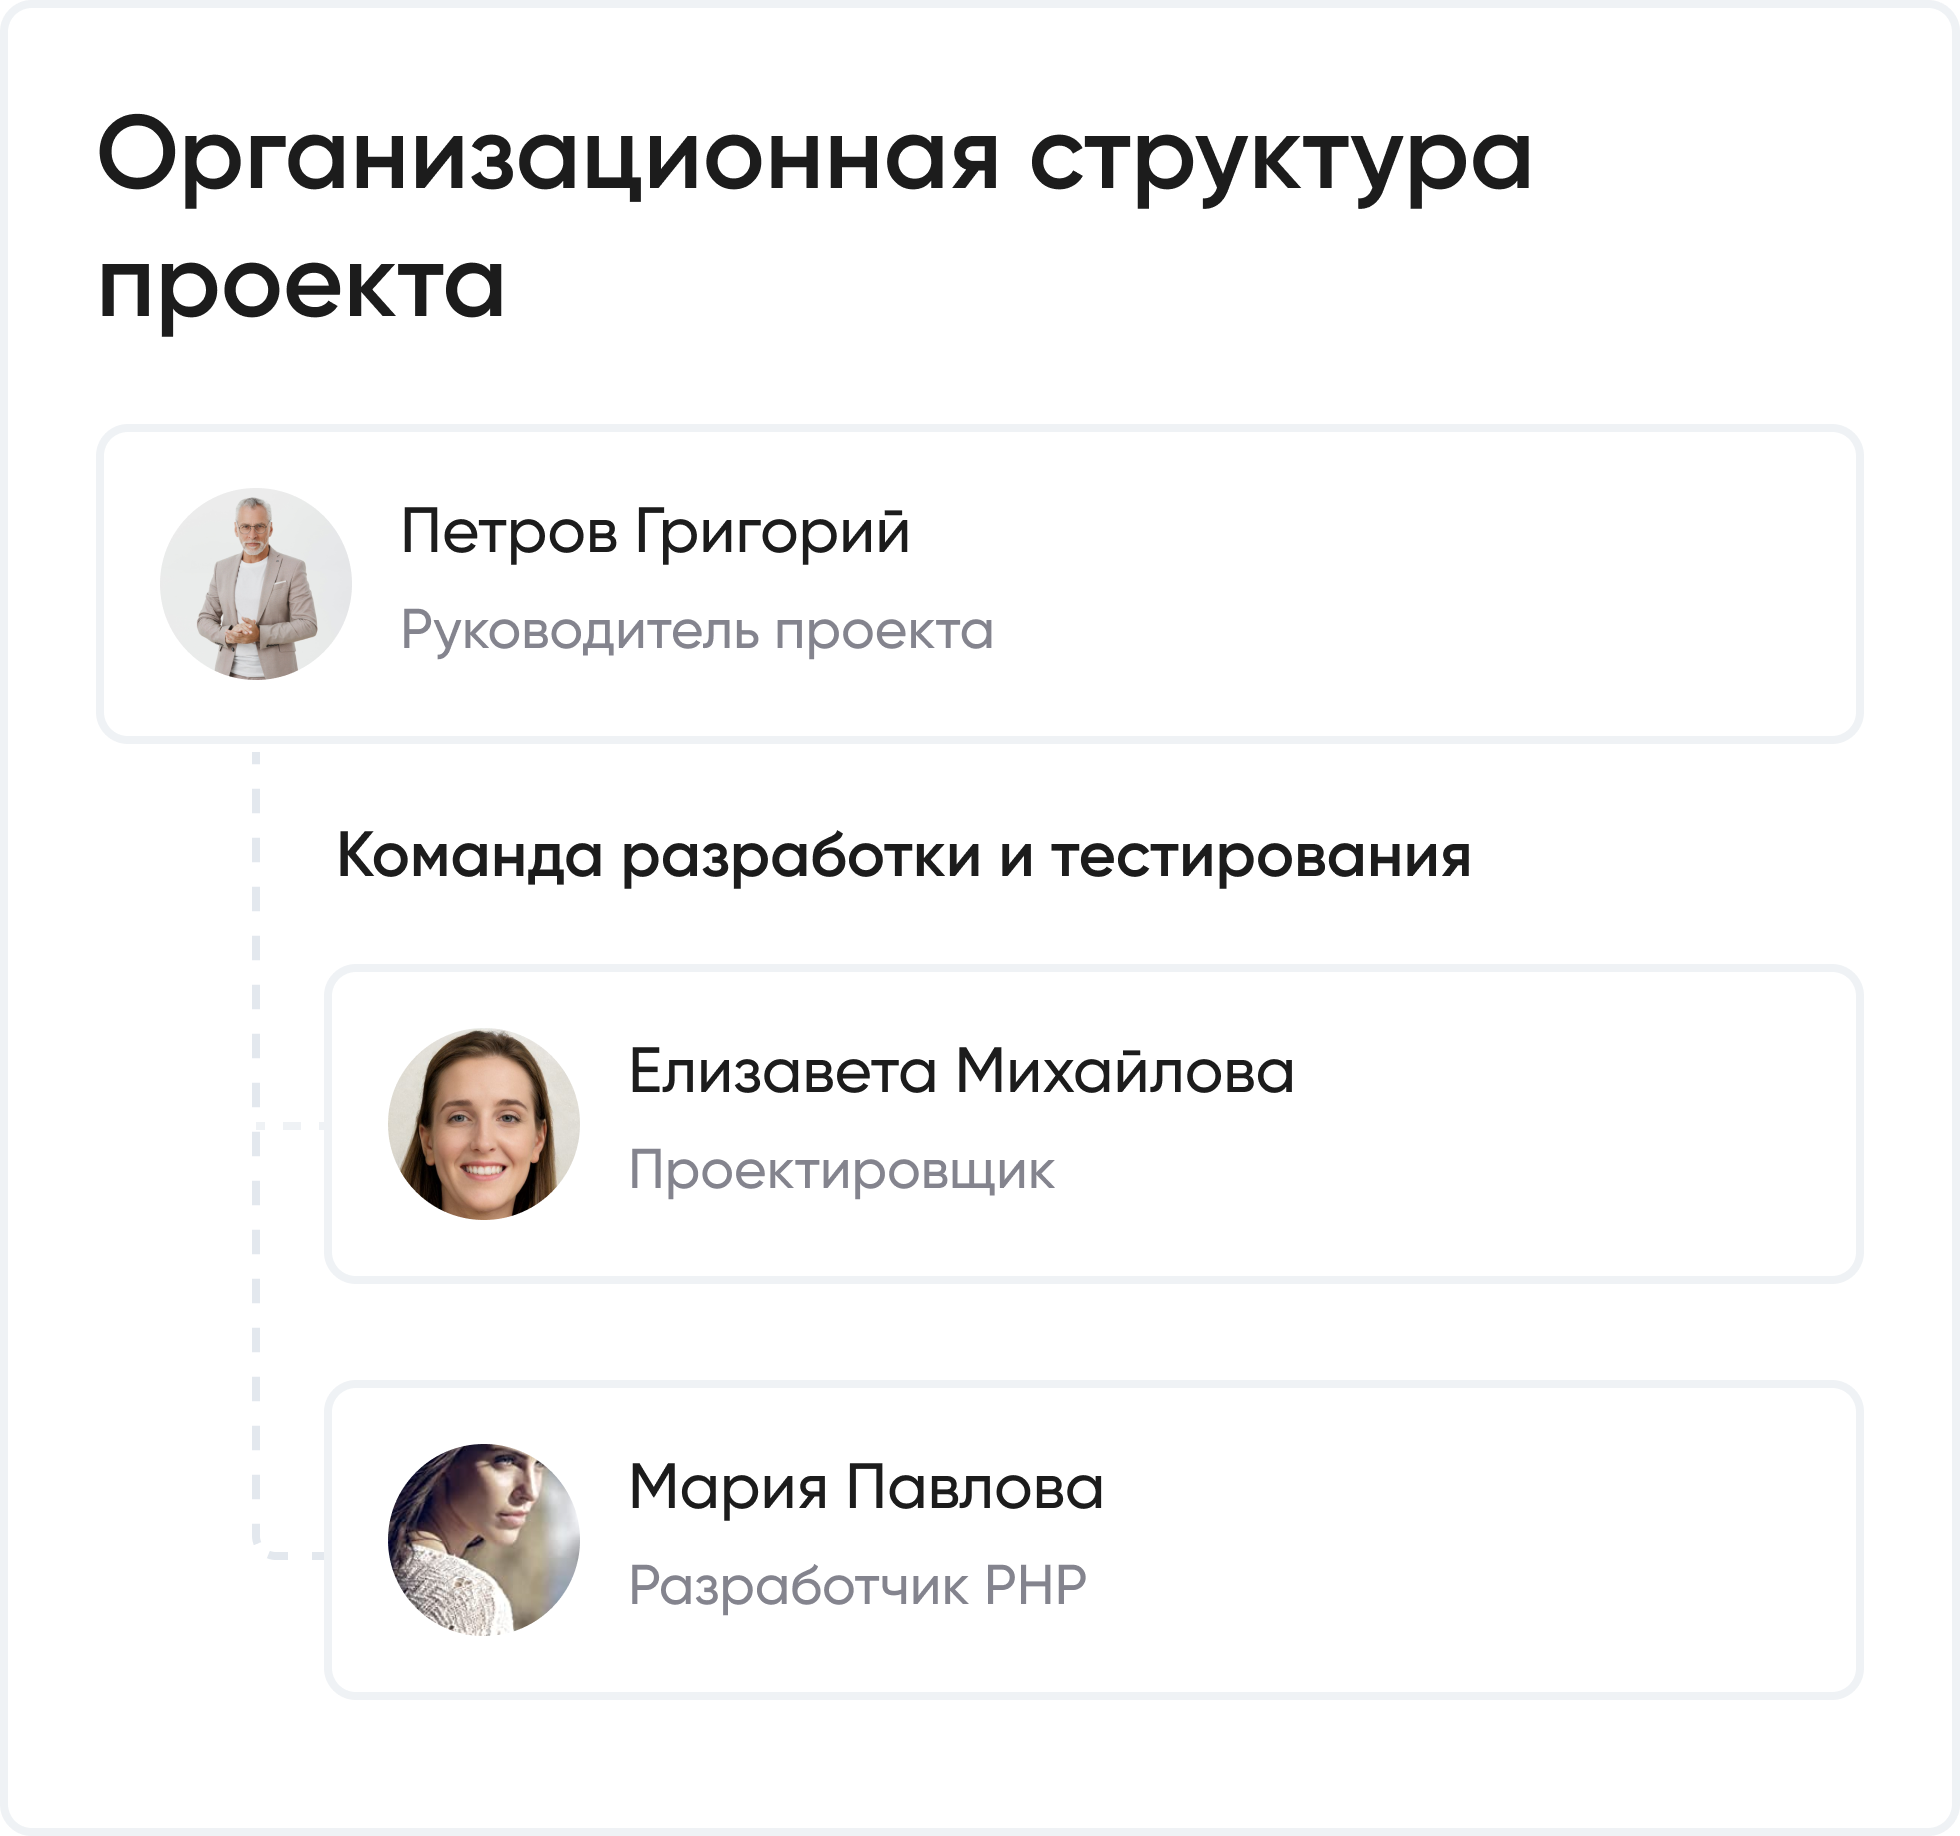 Организационная структура
проекта
Петров Григорий
Руководитель проекта
Команда разработки и тестирования
Елизавета Михайлова
Проектировщик
Мария Павлова
Разработчик PHP